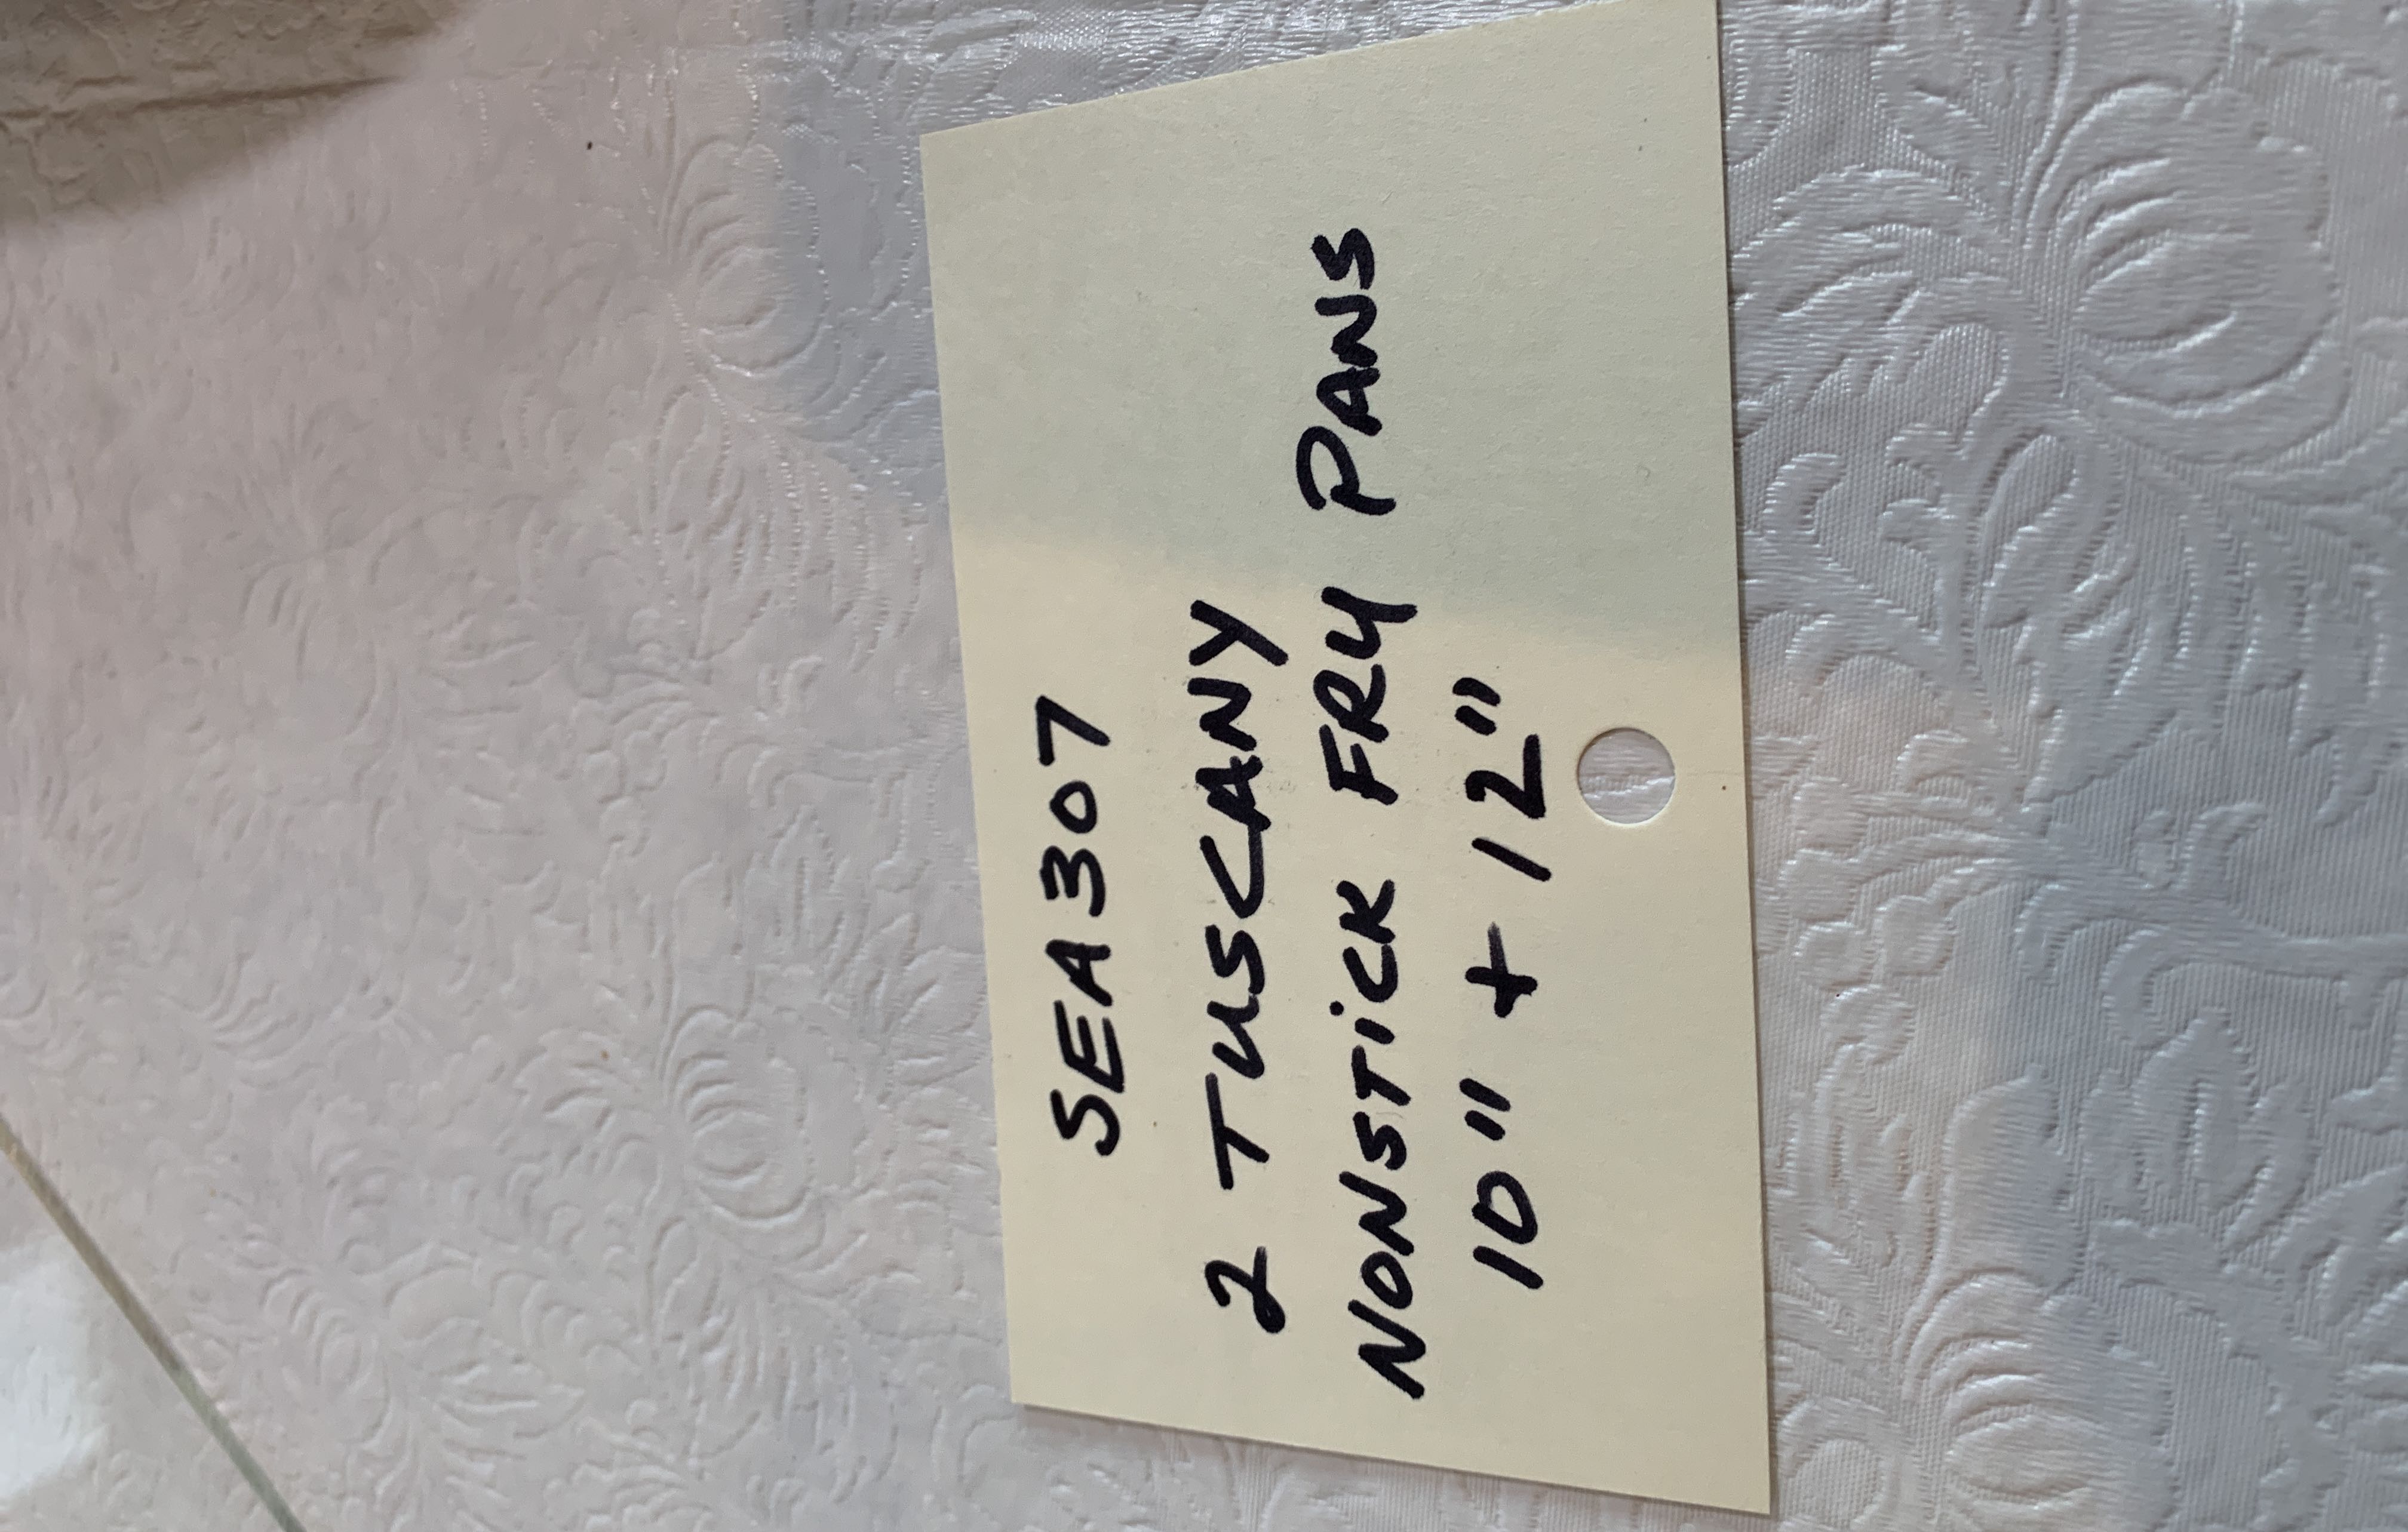 SEA307
2 TUSCANY
NONSTiCK FRY PANS
10" + 12"